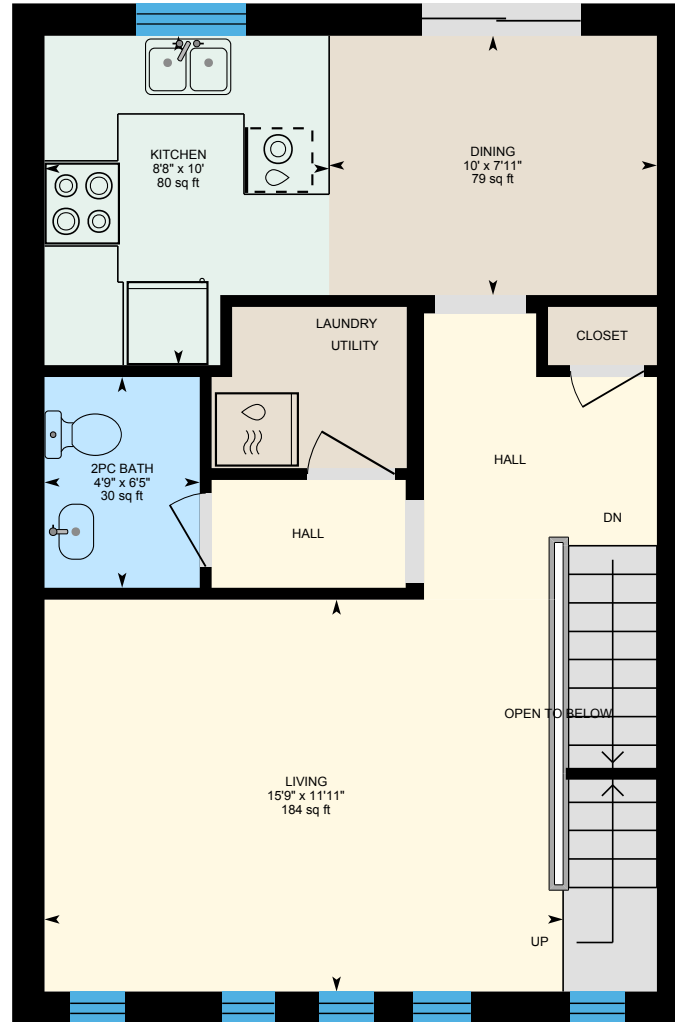 KITCHEN
8'8" x 10'
80 sq ft
DINING
10' x 7'11"
79 sq ft
LAUNDRY
UTILITY
CLOSET
2PC BATH
4'9" x 6'5"
30 sq ft
HALL
HALL
DN
OPEN TO BELOW
LIVING
15'9" x 11'11"
184 sq ft
UP